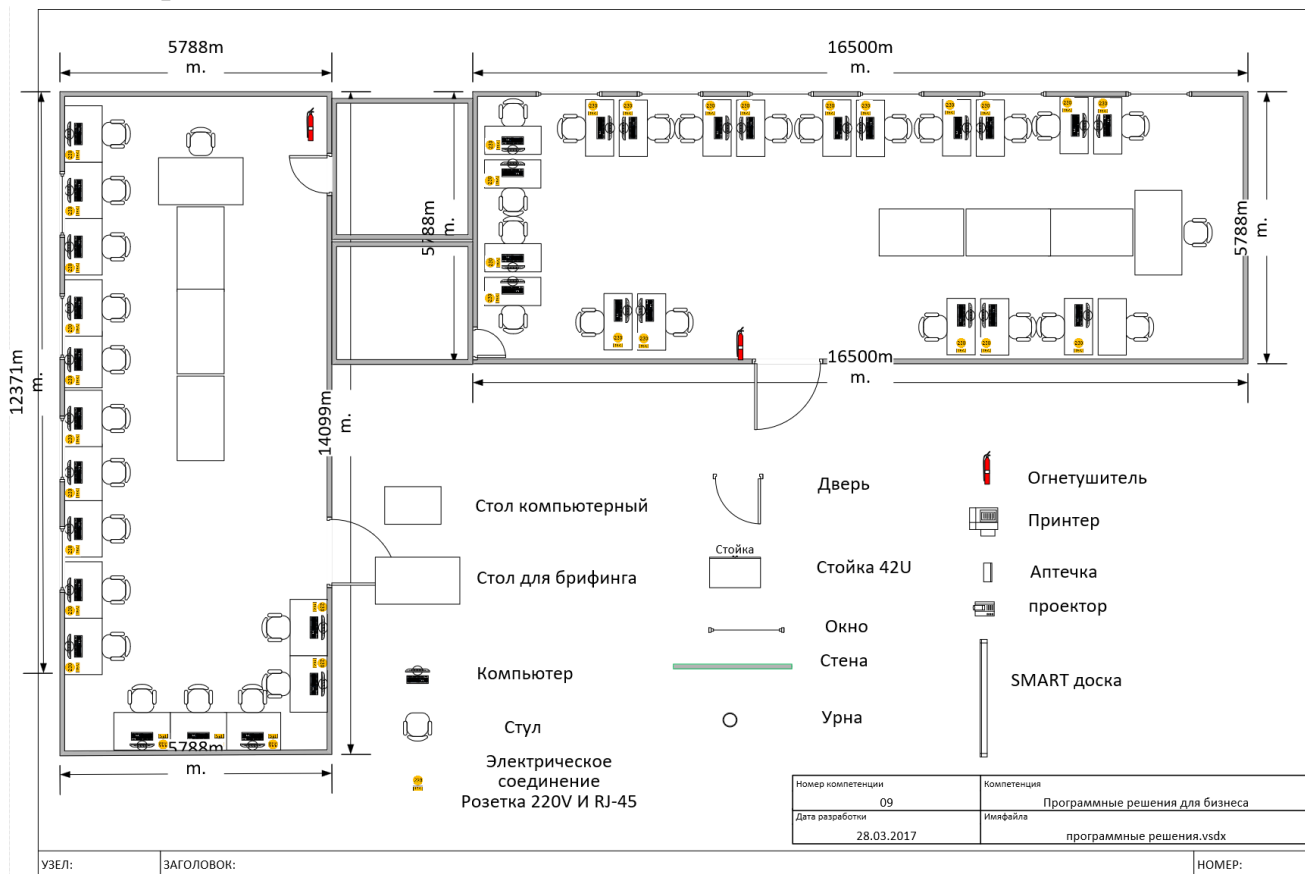 5788m
m.
16500m
m.
12371m
m.
14099m
m.
5788m
m.
5788m
m.
16500m
m.
5788m
m.
Стол компьютерный
Стол для брифинга
Компьютер
Стул
Электрическое
соединение
Розетка 220V И RJ-45
Дверь
Стойка
Стойка 42U
Окно
Стена
Урна
Огнетушитель
Принтер
Аптечка
проектор
SMART доска
Номер компетенции
09
Компетенция
Программные решения для бизнеса
Дата разработки
28.03.2017
Имяфайла
программные решения.vsdx
УЗЕЛ:
ЗАГОЛОВОК:
НОМЕР: